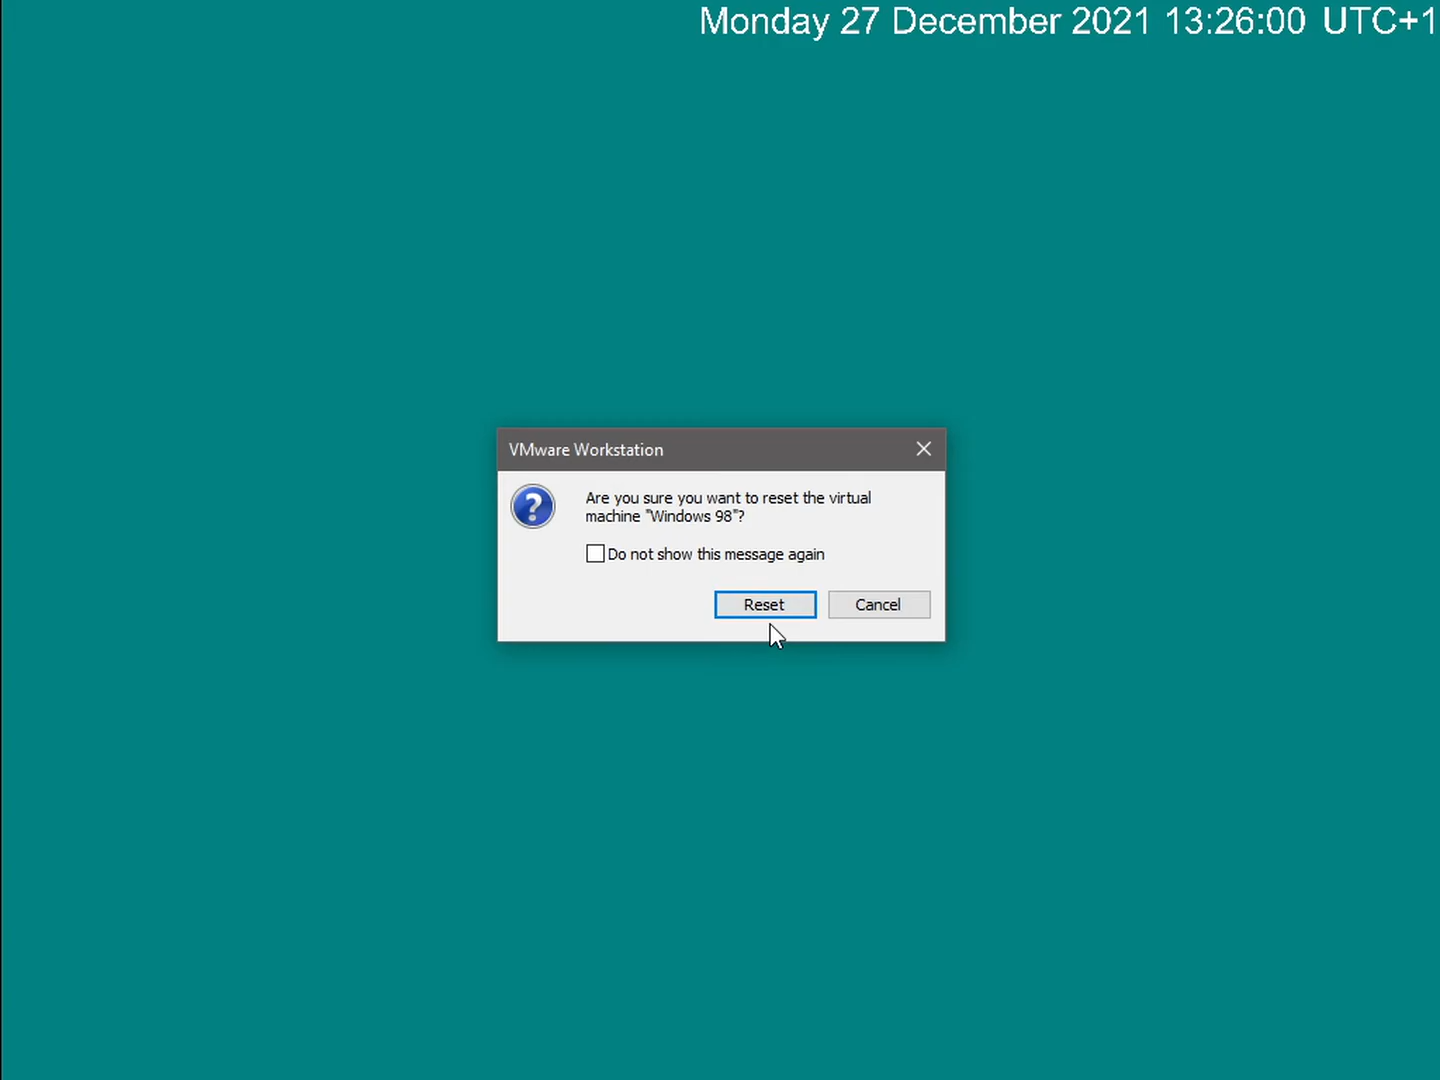 Monday 27 December 2021 13:26:00 UTC+1
VMware Workstation
Are you sure you want to reset the virtual
machine "Windows 98"?
Do not show this message again
Reset
Cancel